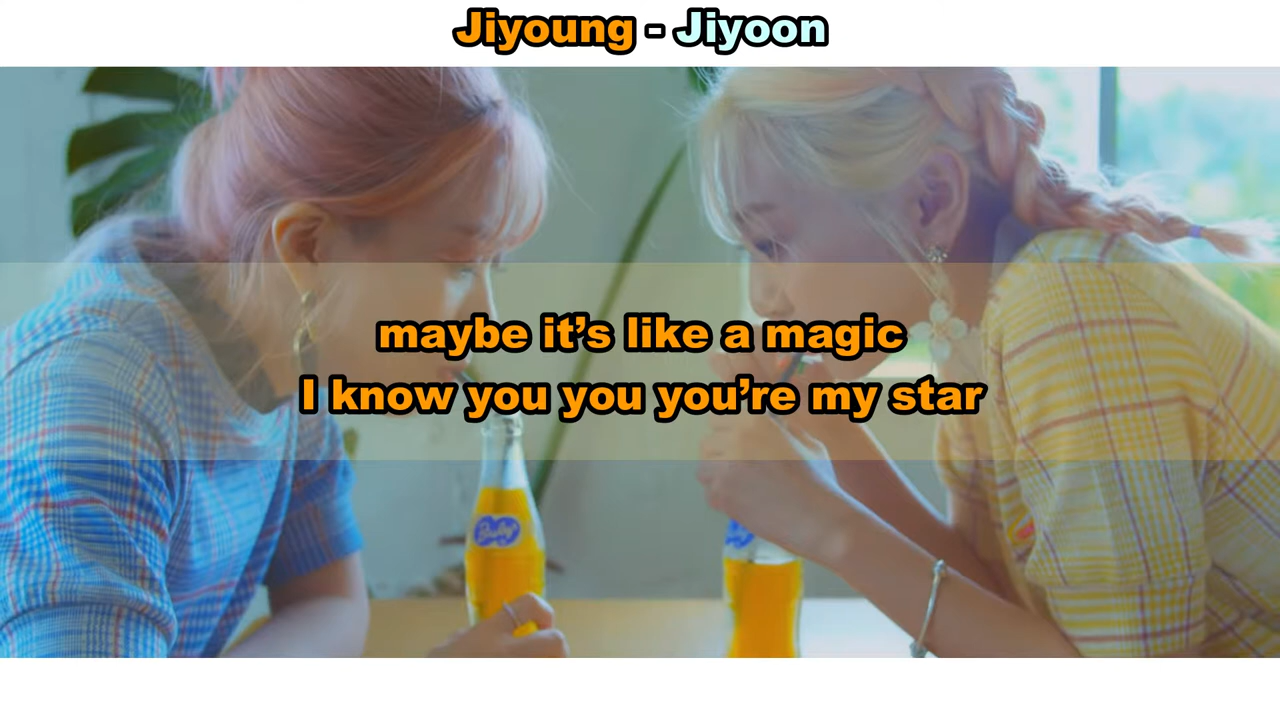 Jiyoung - Jiyoon
maybe it’s like a magic
I know you you you’re my star